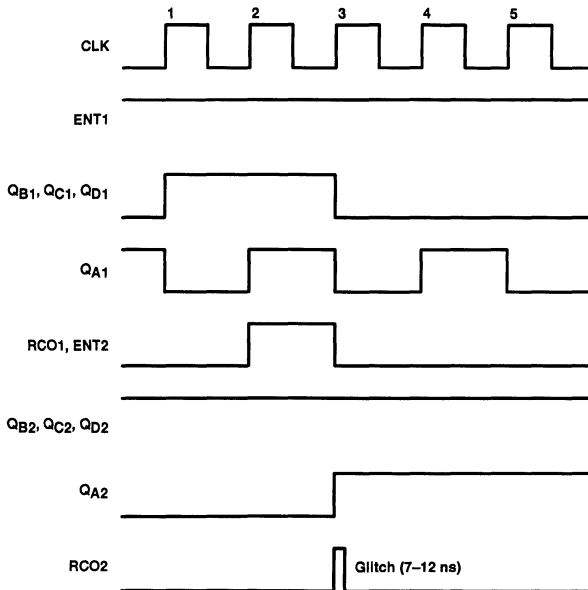 1 2 3 4 5
CLK
ENT1
QB1, QC1, QD1
QA1
RCO1, ENT2
QB2, QC2, QD2
QA2
RCO2
Glitch (7–12 ns)